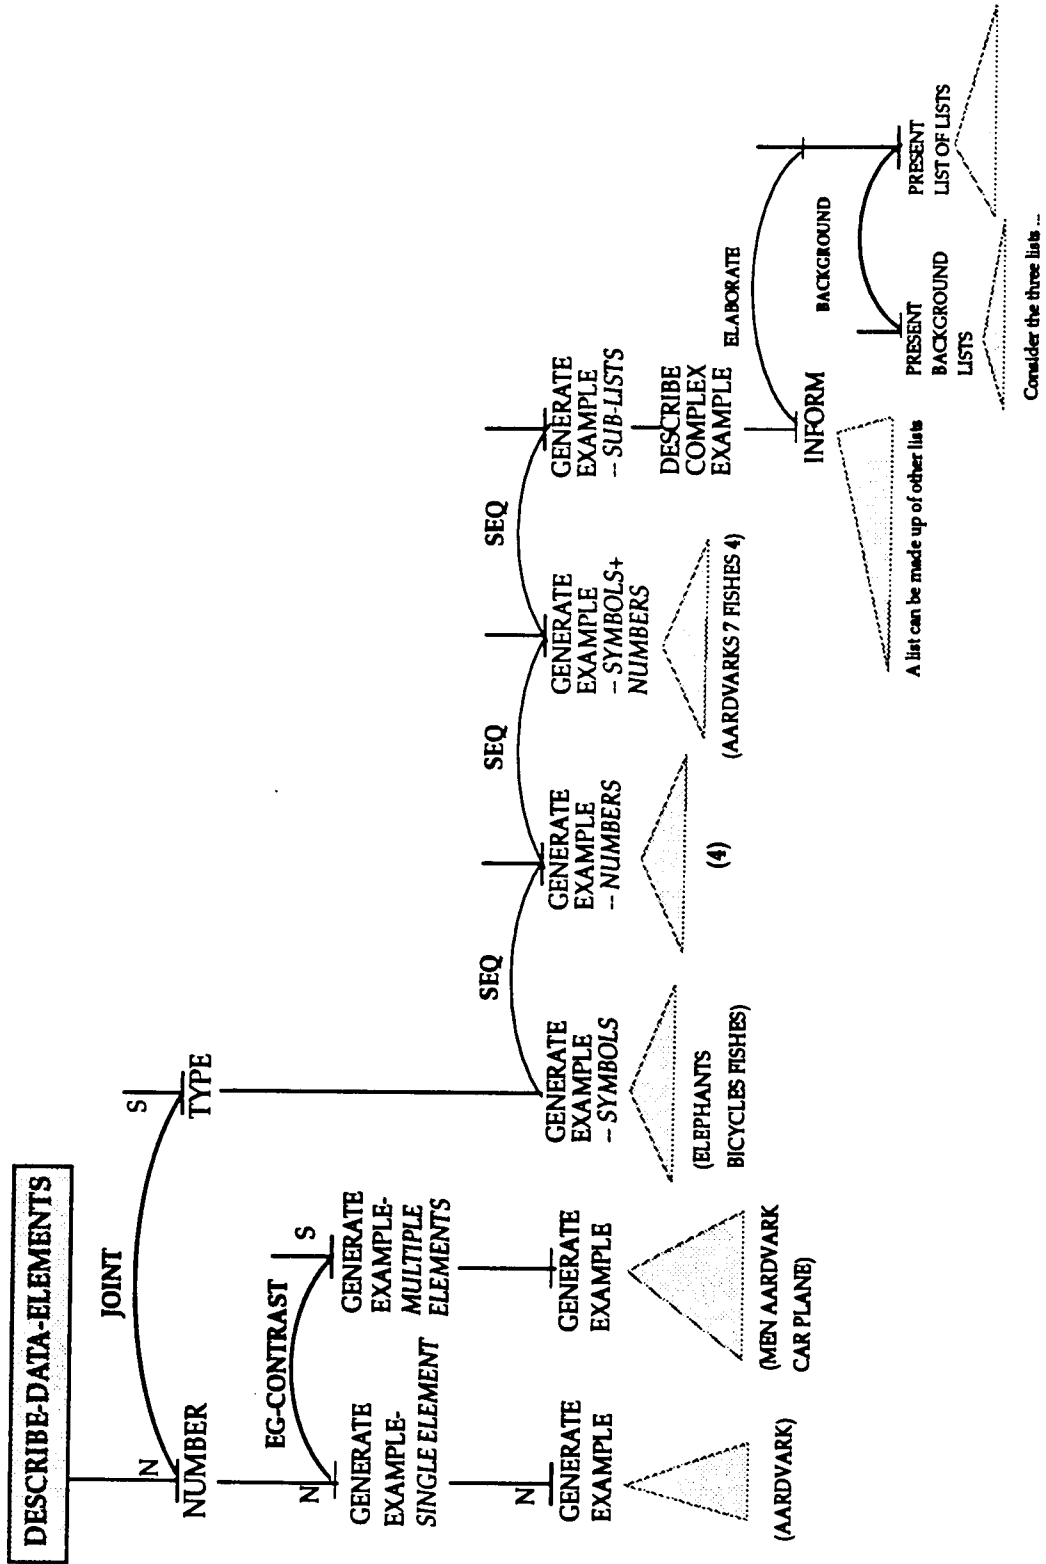 DESCRIBE-DATA-ELEMENTS
JOINT
N
NUMBER
S
TYPE
EG-CONTRAST
N
GENERATE
EXAMPLE-
SINGLE ELEMENT
S
GENERATE
EXAMPLE-
MULTIPLE
ELEMENTS
N
GENERATE
EXAMPLE
(AARDVARK)
GENERATE
EXAMPLE
(MEN AARDVARK
CAR PLANE)
SEQ
SEQ
SEQ
GENERATE
EXAMPLE
-- SYMBOLS
(ELEPHANTS
BICYCLES FISHES)
GENERATE
EXAMPLE
-- NUMBERS
(4)
GENERATE
EXAMPLE
-- SYMBOLS+
NUMBERS
(AARDVARKS 7 FISHES 4)
GENERATE
EXAMPLE
-- SUB-LISTS
DESCRIBE
COMPLEX
EXAMPLE
ELABORATE
INFORM
A list can be made up of other lists
BACKGROUND
PRESENT
BACKGROUND
LISTS
Consider the three lists ...
PRESENT
LIST OF LISTS